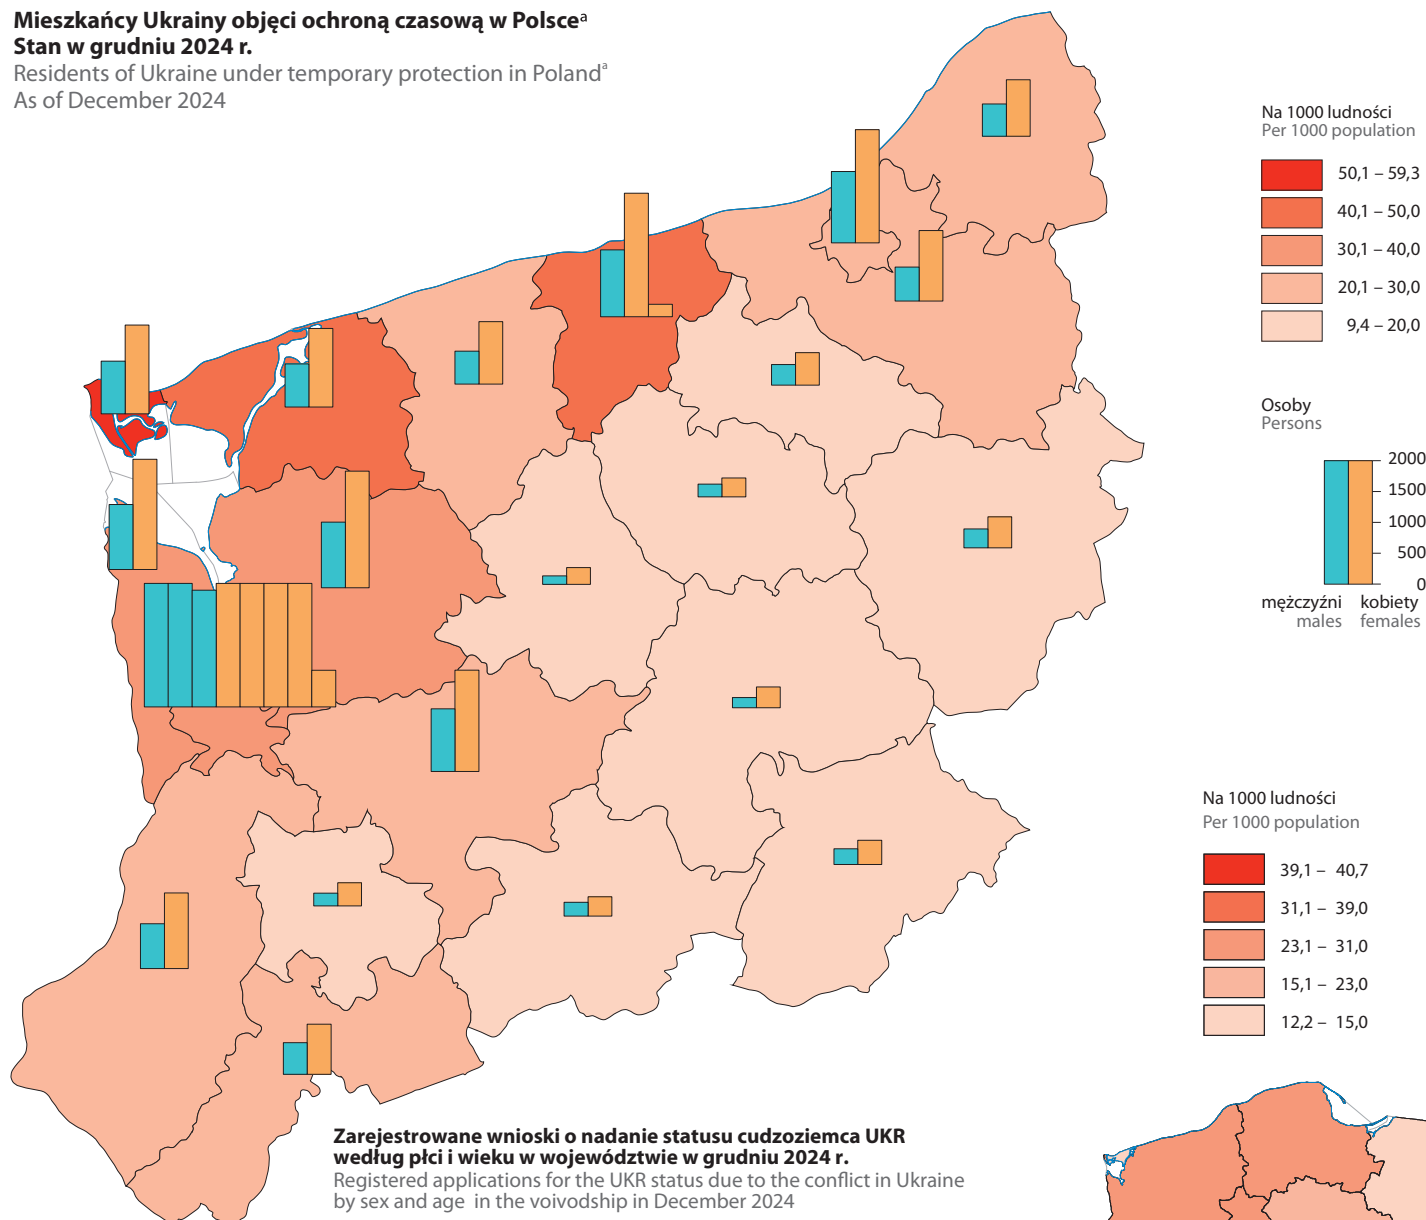 Mieszkańcy Ukrainy objęci ochroną czasową w Polsceᵃ
Stan w grudniu 2024 r.
Residents of Ukraine under temporary protection in Polandᵃ
As of December 2024
Na 1000 ludności
Per 1000 population
50,1 – 59,3
40,1 – 50,0
30,1 – 40,0
20,1 – 30,0
9,4 – 20,0
Osoby
Persons
2000
1500
1000
500
0
mężczyźni kobiety
males females
Na 1000 ludności
Per 1000 population
39,1 – 40,7
31,1 – 39,0
23,1 – 31,0
15,1 – 23,0
12,2 – 15,0
Zarejestrowane wnioski o nadanie statusu cudzoziemca UKR
według płci i wieku w województwie w grudniu 2024 r.
Registered applications for the UKR status due to the conflict in Ukraine
by sex and age in the voivodship in December 2024